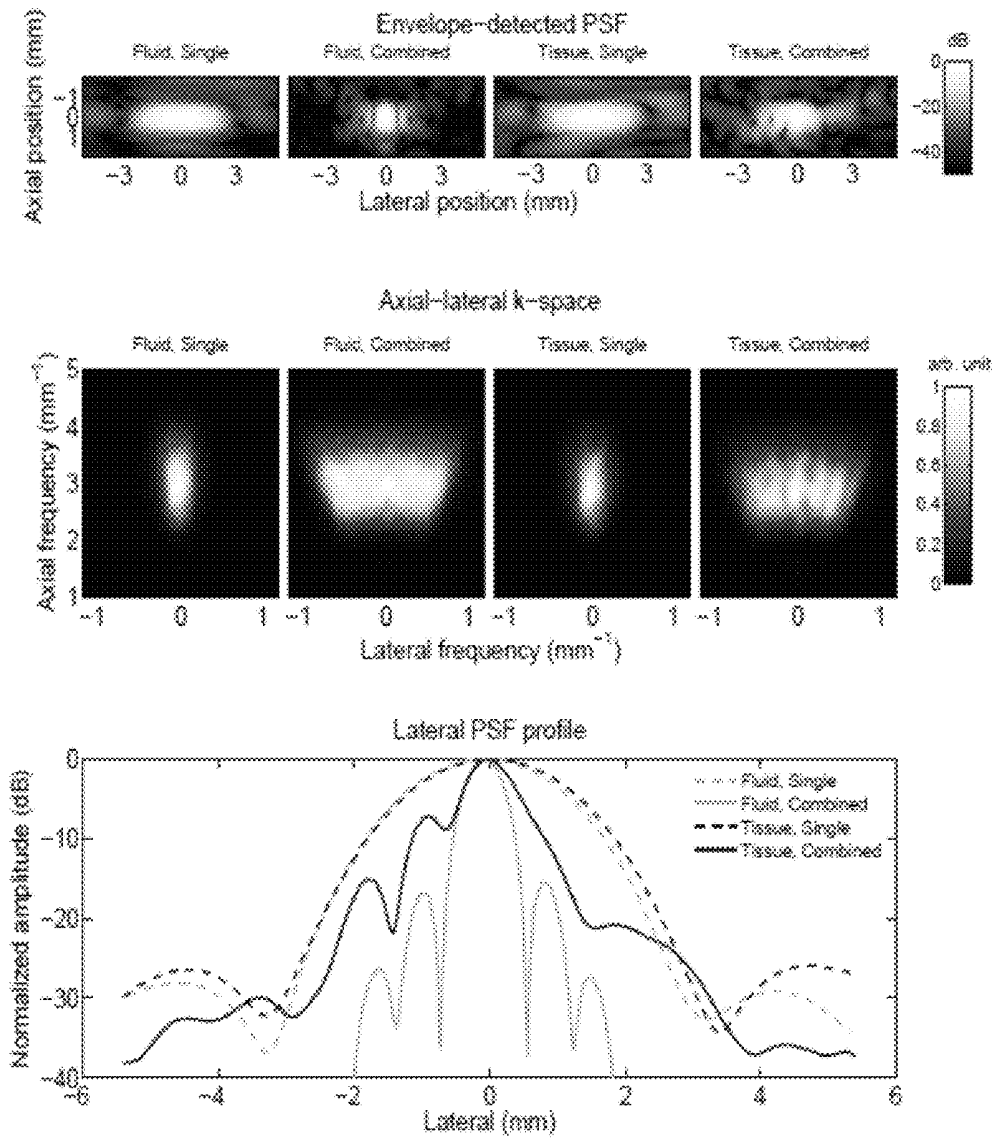 Envelope-detected PSF
Fluid, Single Fluid, Combined Tissue, Single Tissue, Combined dB
Axial position (mm)
-1
0
1
-3 0 3 -3 0 3 -3 0 3 -3 0 3
Lateral position (mm)
0
-20
-40
Axial-lateral k-space
Fluid, Single Fluid, Combined Tissue, Single Tissue, Combined arb. unit
Axial frequency (mm⁻¹)
5
4
3
2
1
-1 0 1 -1 0 1 -1 0 1 -1 0 1
Lateral frequency (mm⁻¹)
1
0.8
0.6
0.4
0.2
0
Lateral PSF profile
Normalized amplitude (dB)
0
-10
-20
-30
-40
Fluid, Single
Fluid, Combined
Tissue, Single
Tissue, Combined
-6 -4 -2 0 2 4 6
Lateral (mm)